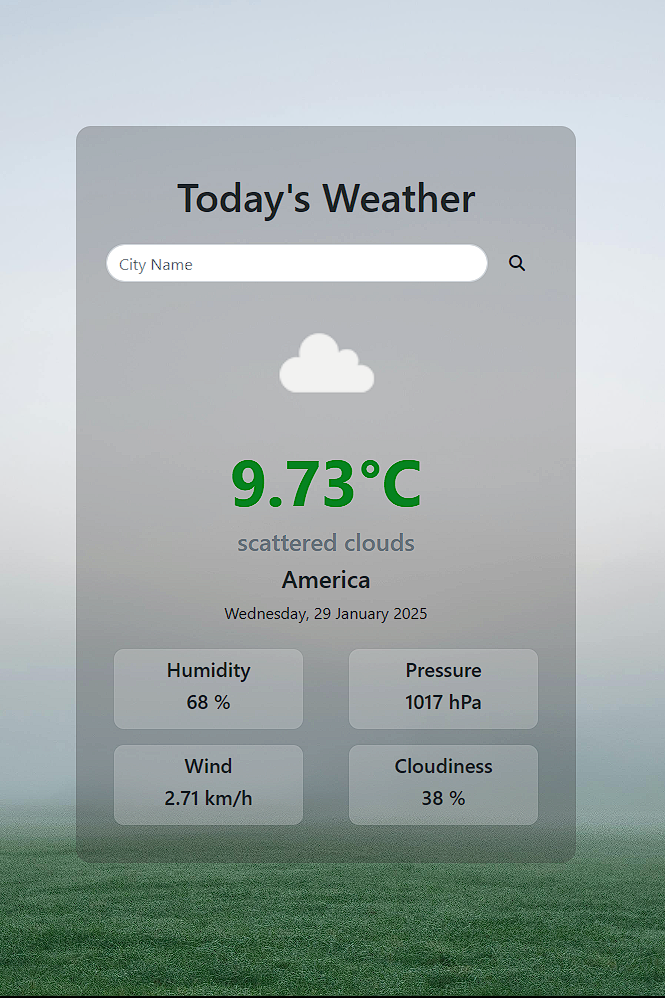 Today's Weather
City Name
9.73°C
scattered clouds
America
Wednesday, 29 January 2025
Humidity
68 %
Pressure
1017 hPa
Wind
2.71 km/h
Cloudiness
38 %